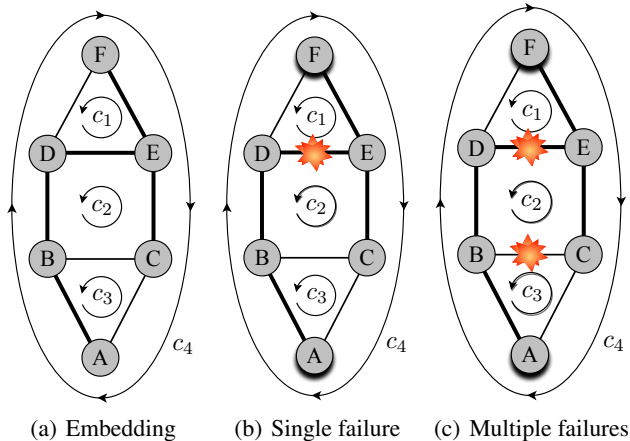 F F F
c1 c1 c1
D E D E D E
c2 c2 c2
B C B C B C
c3 c3 c3
A c4 A c4 A c4
(a) Embedding (b) Single failure (c) Multiple failures